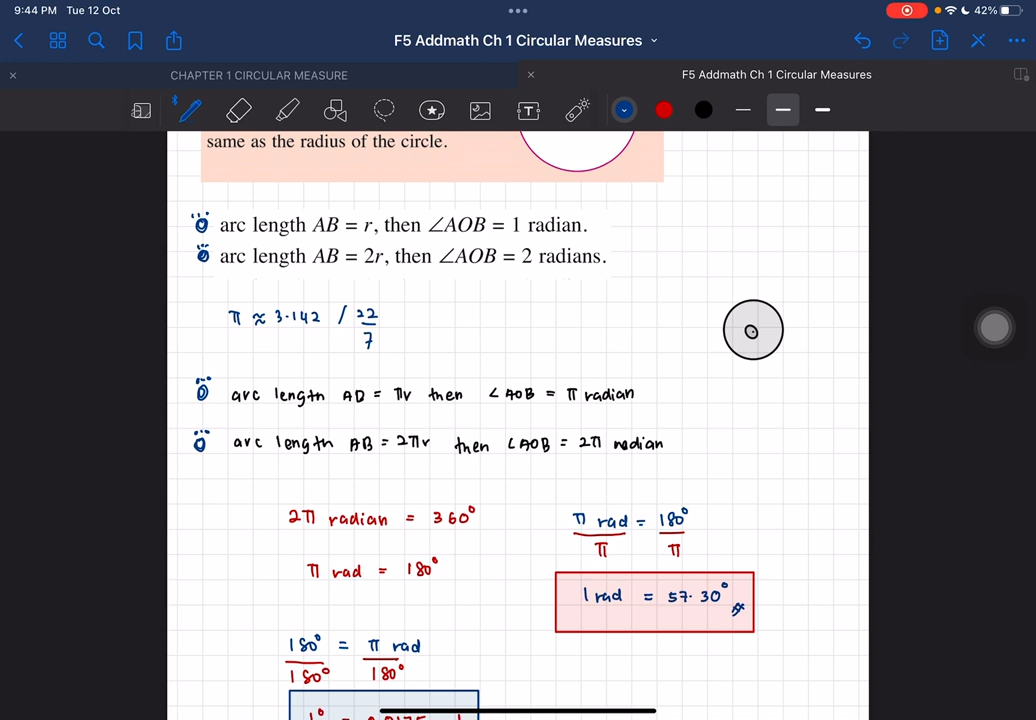 9:44 PM Tue 12 Oct
42%
F5 Addmath Ch 1 Circular Measures
CHAPTER 1 CIRCULAR MEASURE
F5 Addmath Ch 1 Circular Measures
same as the radius of the circle.
arc length AB = r, then ∠AOB = 1 radian.
arc length AB = 2r, then ∠AOB = 2 radians.
π ≈ 3.142 / 22/7
arc length AB = πr then ∠AOB = π radian
arc length AB = 2πr then ∠AOB = 2π radian
2π radian = 360°
π rad = 180°
π rad / π = 180° / π
1 rad = 57.30°
180° / 180° = π rad / 180°